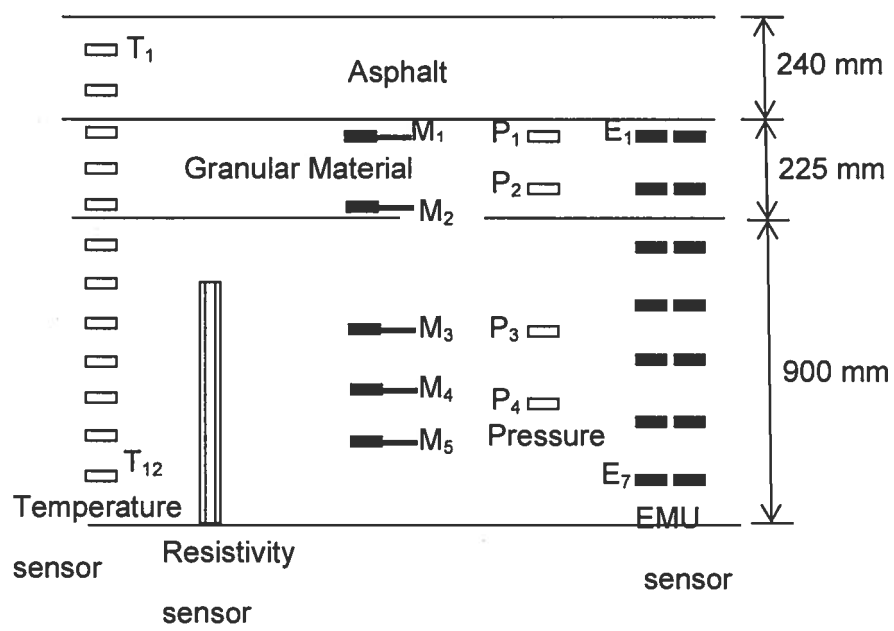 T1
Asphalt
240 mm
M1
P1
E1
Granular Material
P2
225 mm
M2
M3
P3
900 mm
M4
P4
M5
Pressure
T12
E7
Temperature
sensor
Resistivity
sensor
EMU
sensor